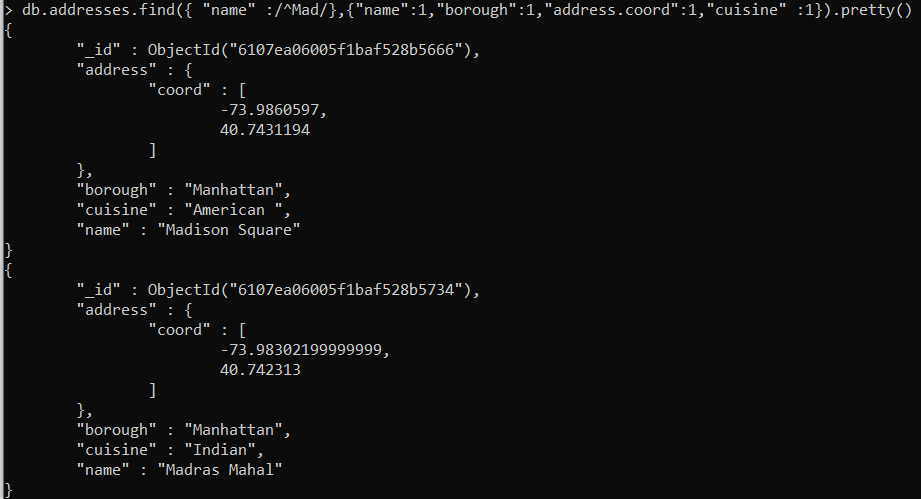 > db.addresses.find({ "name" :/^Mad/},{"name":1,"borough":1,"address.coord":1,"cuisine" :1}).pretty()
{
        "_id" : ObjectId("6107ea06005f1baf528b5666"),
        "address" : {
                "coord" : [
                        -73.9860597,
                        40.7431194
                ]
        },
        "borough" : "Manhattan",
        "cuisine" : "American ",
        "name" : "Madison Square"
}
{
        "_id" : ObjectId("6107ea06005f1baf528b5734"),
        "address" : {
                "coord" : [
                        -73.98302199999999,
                        40.742313
                ]
        },
        "borough" : "Manhattan",
        "cuisine" : "Indian",
        "name" : "Madras Mahal"
}